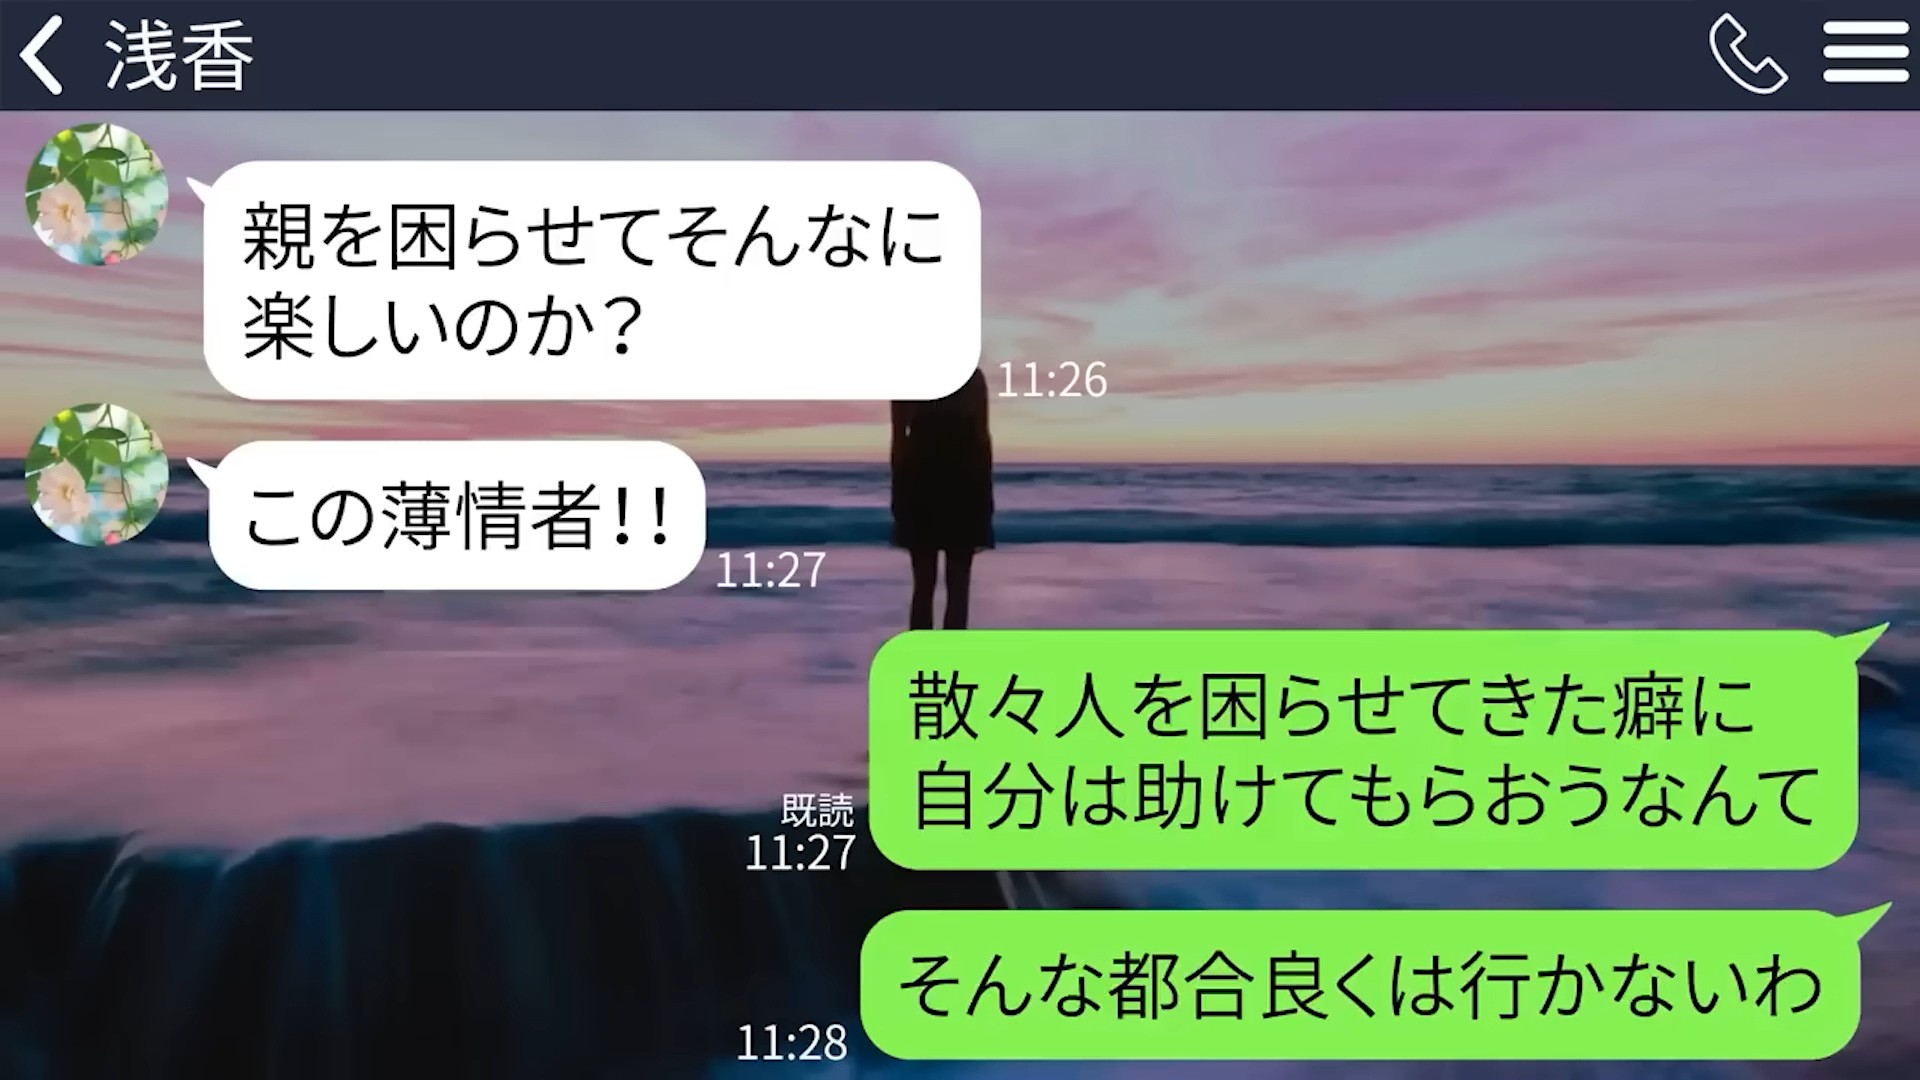 浅香
親を困らせてそんなに
楽しいのか？
11:26
この薄情者！！
11:27
散々人を困らせてきた癖に
自分は助けてもらおうなんて
既読
11:27
そんな都合良くは行かないわ
11:28